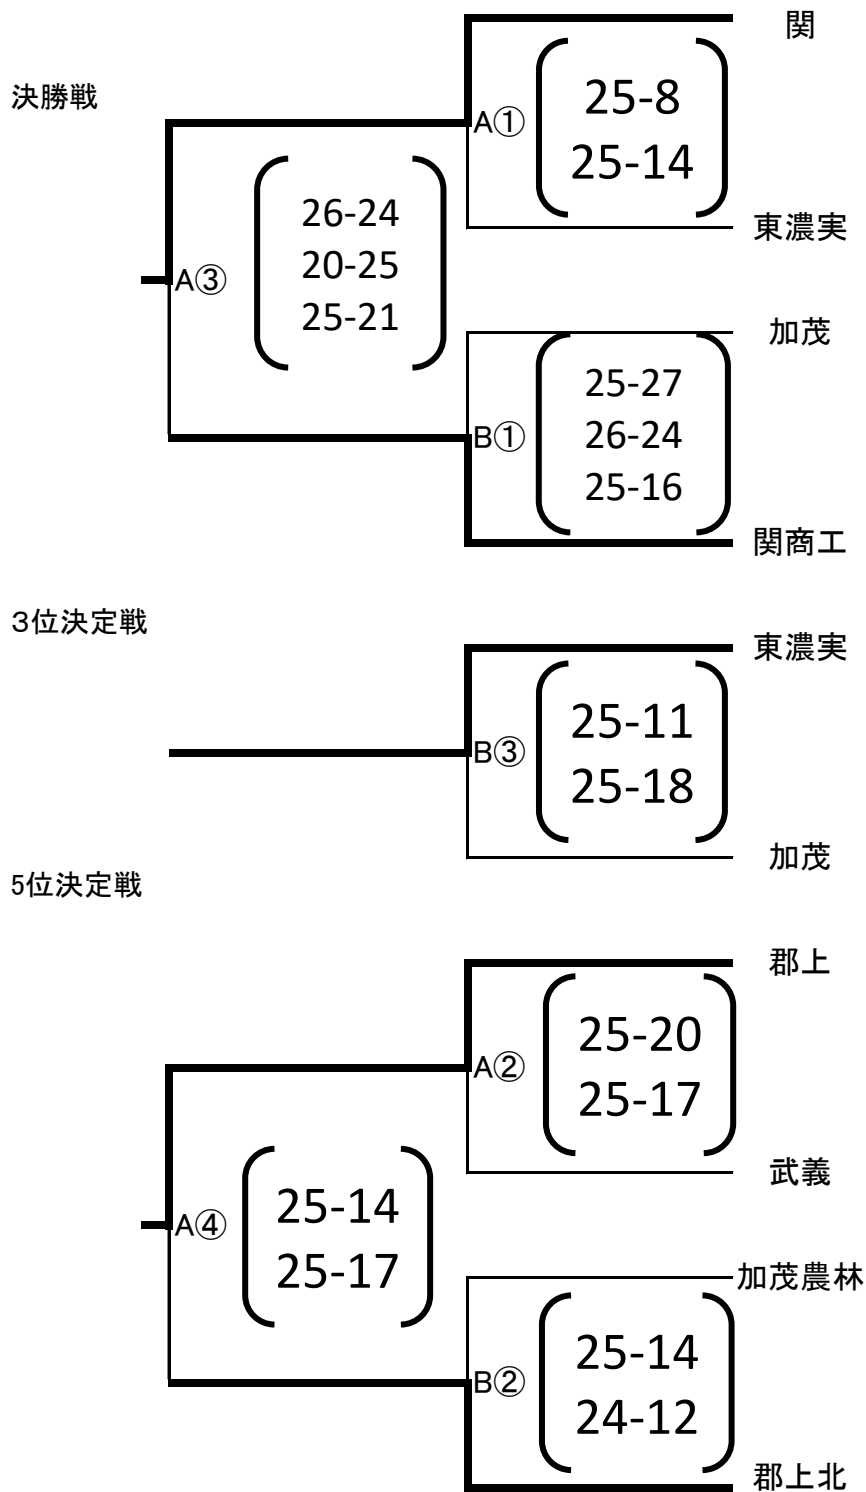 関
決勝戦
A①
25-8
25-14
東濃実
A③
26-24
20-25
25-21
加茂
B①
25-27
26-24
25-16
関商工
３位決定戦
東濃実
B③
25-11
25-18
加茂
5位決定戦
郡上
A②
25-20
25-17
武義
A④
25-14
25-17
加茂農林
B②
25-14
24-12
郡上北